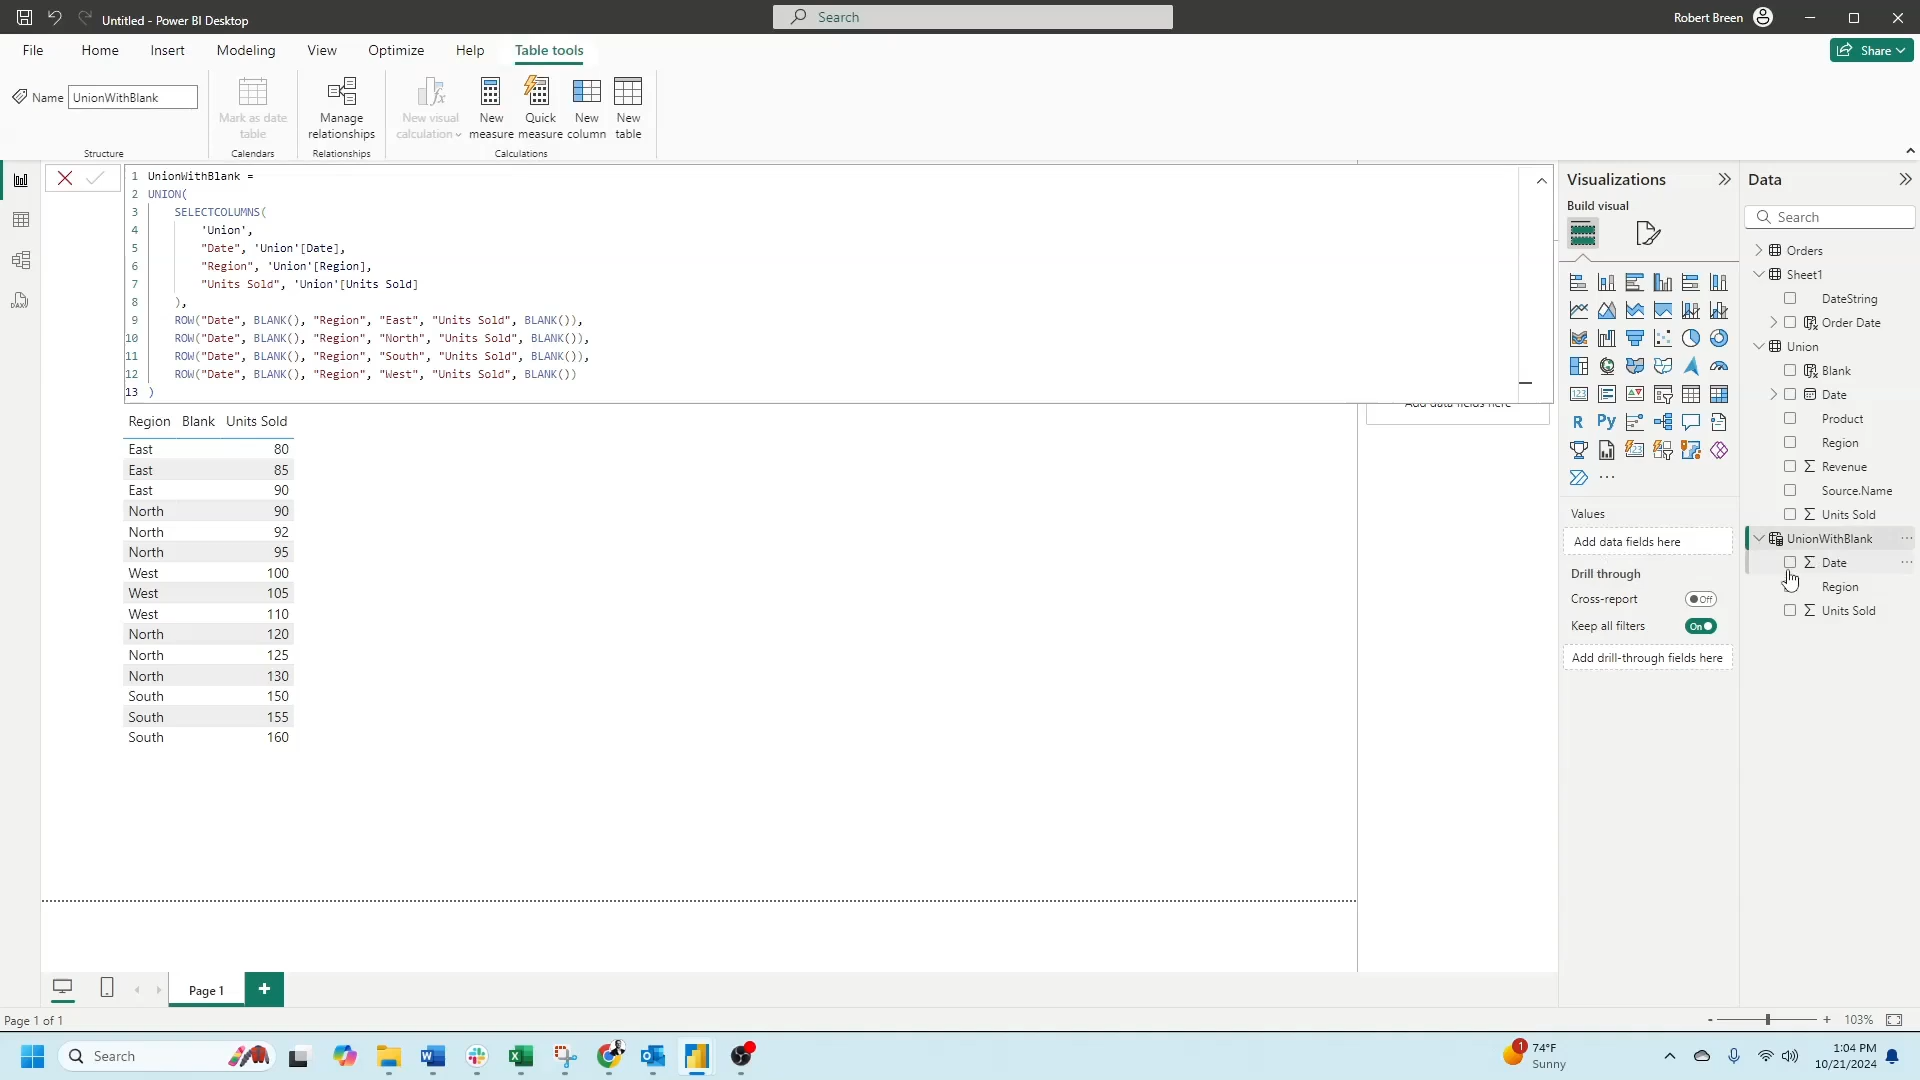 Untitled - Power BI Desktop
Search
Robert Breen
File
Home
Insert
Modeling
View
Optimize
Help
Table tools
Share
Name
UnionWithBlank
Mark as date
table
Manage
relationships
New visual
calculation
New
measure
Quick
measure
New
column
New
table
Structure
Calendars
Relationships
Calculations
1 UnionWithBlank =
2 UNION(
3 SELECTCOLUMNS(
4 'Union',
5 "Date", 'Union'[Date],
6 "Region", 'Union'[Region],
7 "Units Sold", 'Union'[Units Sold]
8 ),
9 ROW("Date", BLANK(), "Region", "East", "Units Sold", BLANK()),
10 ROW("Date", BLANK(), "Region", "North", "Units Sold", BLANK()),
11 ROW("Date", BLANK(), "Region", "South", "Units Sold", BLANK()),
12 ROW("Date", BLANK(), "Region", "West", "Units Sold", BLANK())
13 )
Region Blank Units Sold
East 80
East 85
East 90
North 90
North 92
North 95
West 100
West 105
West 110
North 120
North 125
North 130
South 150
South 155
South 160
Add data fields here
Visualizations
Build visual
R
Py
123
Values
Add data fields here
Drill through
Cross-report
Off
Keep all filters
On
Add drill-through fields here
Data
Search
Orders
Sheet1
DateString
Order Date
Union
Blank
Date
Product
Region
Revenue
Source.Name
Units Sold
UnionWithBlank
Date
Region
Units Sold
Page 1
Page 1 of 1
103%
Search
1
74°F
Sunny
1:04 PM
10/21/2024